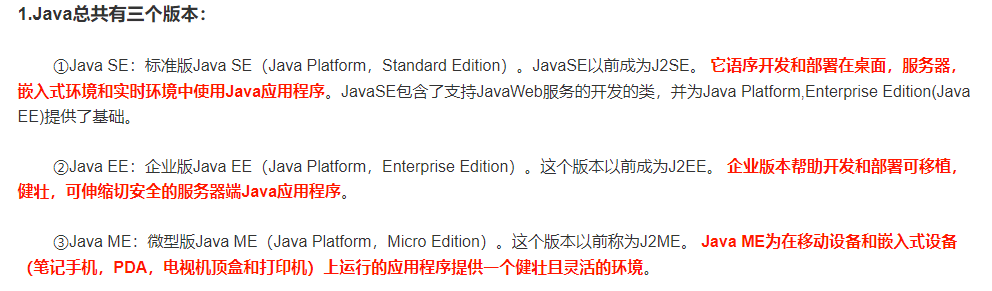 1.Java总共有三个版本：
①Java SE：标准版Java SE（Java Platform，Standard Edition）。JavaSE以前成为J2SE。 它语序开发和部署在桌面，服务器，
嵌入式环境和实时环境中使用Java应用程序。JavaSE包含了支持JavaWeb服务的开发的类，并为Java Platform,Enterprise Edition(Java
EE)提供了基础。
②Java EE：企业版Java EE（Java Platform，Enterprise Edition）。这个版本以前成为J2EE。 企业版本帮助开发和部署可移植，
健壮，可伸缩切安全的服务器端Java应用程序。
③Java ME：微型版Java ME（Java Platform，Micro Edition）。这个版本以前称为J2ME。 Java ME为在移动设备和嵌入式设备
（笔记手机，PDA，电视机顶盒和打印机）上运行的应用程序提供一个健壮且灵活的环境。